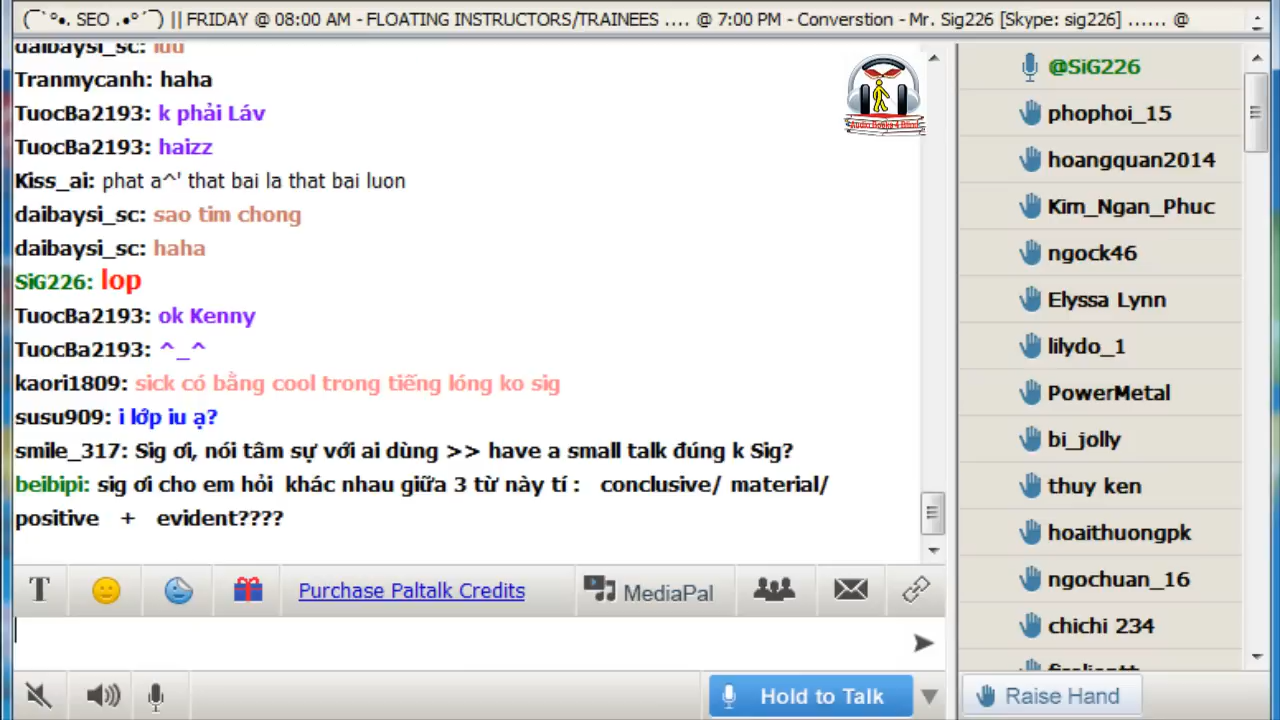 (¯`°•. SEO .•°´¯) || FRIDAY @ 08:00 AM - FLOATING INSTRUCTORS/TRAINEES .... @ 7:00 PM - Converstion - Mr. Sig226 [Skype: sig226] ...... @
daibaysi_sc: iuu
Tranmycanh: haha
TuocBa2193: k phải Láv
TuocBa2193: haizz
Kiss_ai: phat a^' that bai la that bai luon
daibaysi_sc: sao tim chong
daibaysi_sc: haha
SiG226: lop
TuocBa2193: ok Kenny
TuocBa2193: ^_^
kaori1809: sick có bằng cool trong tiếng lóng ko sig
susu909: i lớp iu ạ?
smile_317: Sig ơi, nói tâm sự với ai dùng >> have a small talk đúng k Sig?
beibipi: sig ơi cho em hỏi khác nhau giữa 3 từ này tí : conclusive/ material/
positive + evident????
T
Purchase Paltalk Credits
MediaPal
Hold to Talk
@SiG226
phophoi_15
hoangquan2014
Kim_Ngan_Phuc
ngock46
Elyssa Lynn
lilydo_1
PowerMetal
bi_jolly
thuy ken
hoaithuongpk
ngochuan_16
chichi 234
Raise Hand